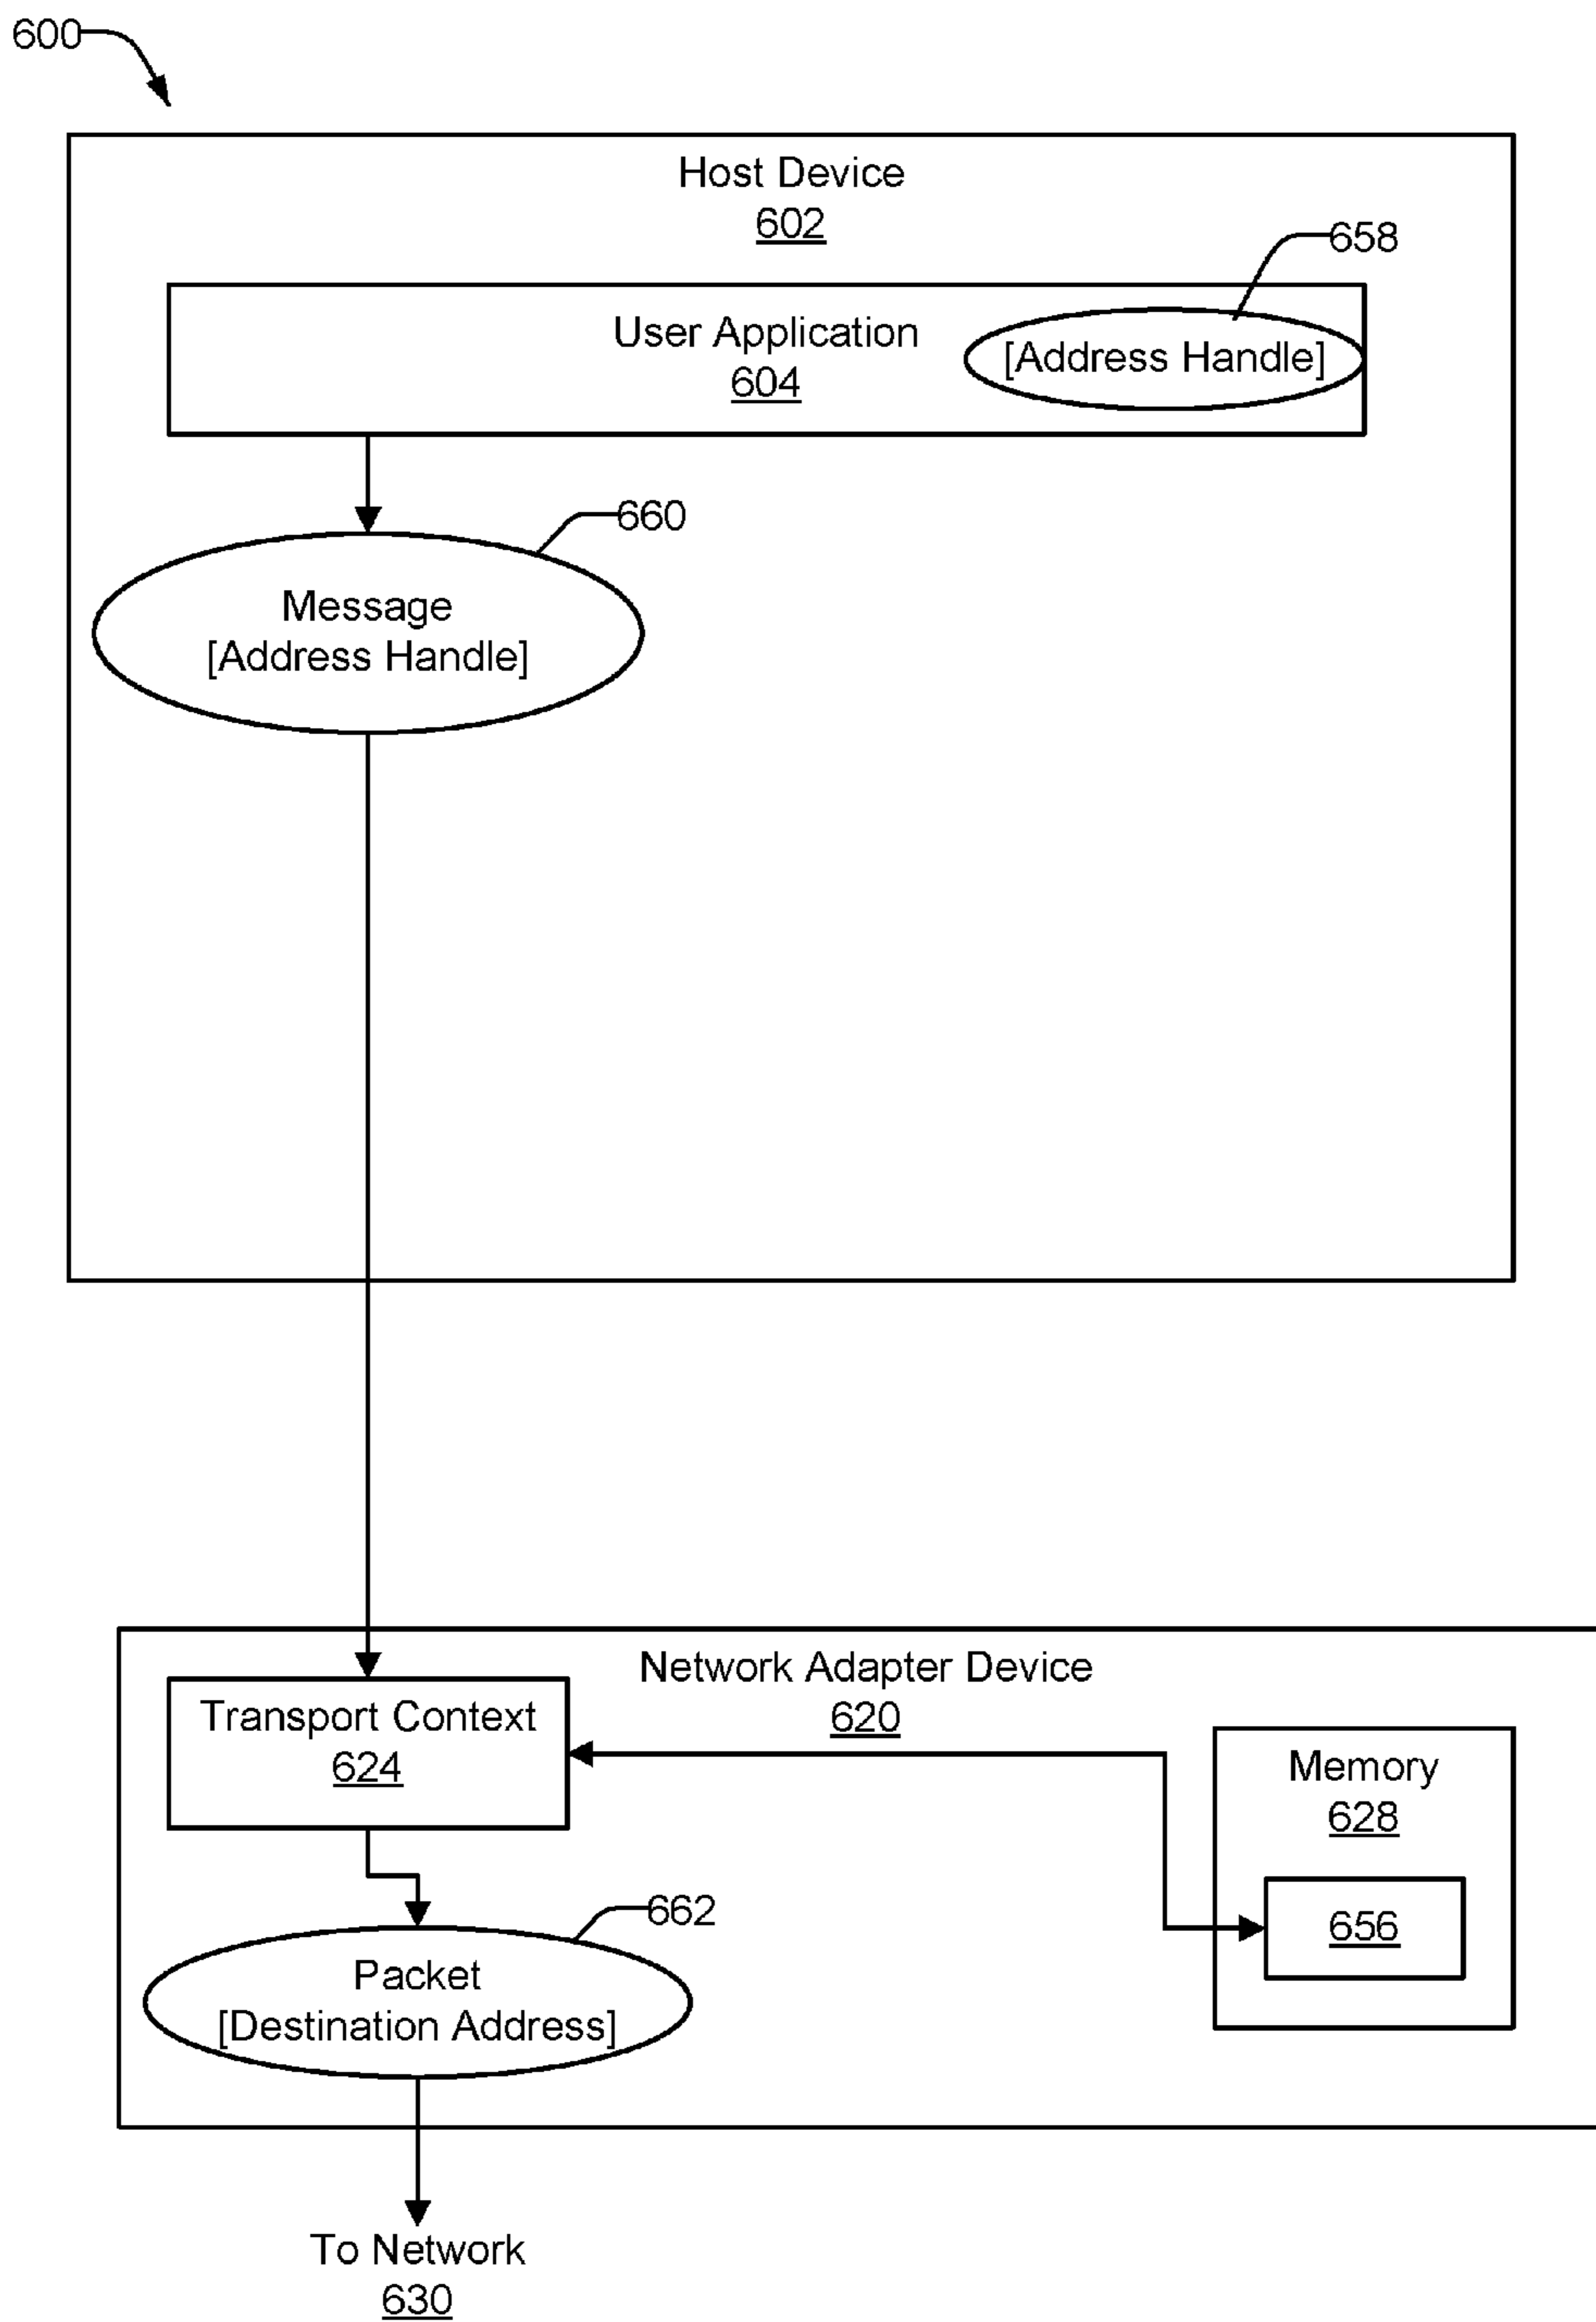 600
Host Device
602
658
User Application
604
[Address Handle]
660
Message
[Address Handle]
Network Adapter Device
620
Transport Context
624
Memory
628
656
662
Packet
[Destination Address]
To Network
630